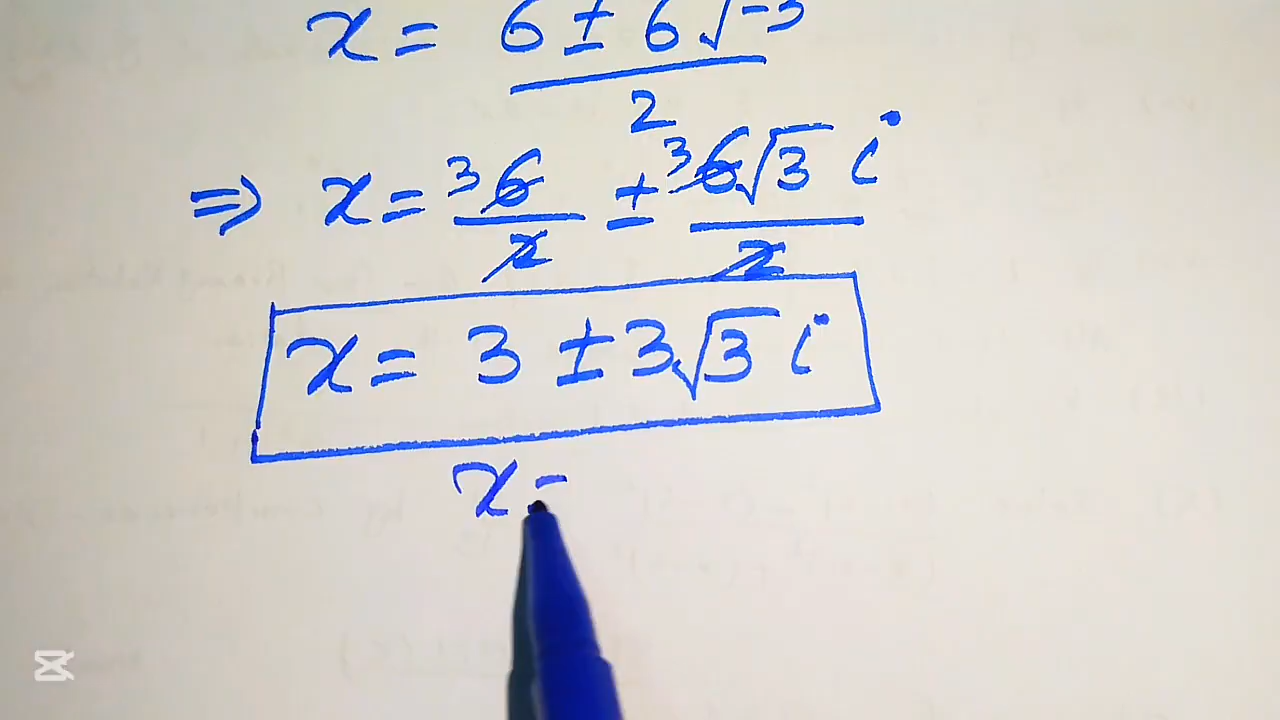 x = 6 ± 6√-3
2
⇒ x = 3 6/2 ± 3 6√3 i/2
x = 3 ± 3√3 i
x =